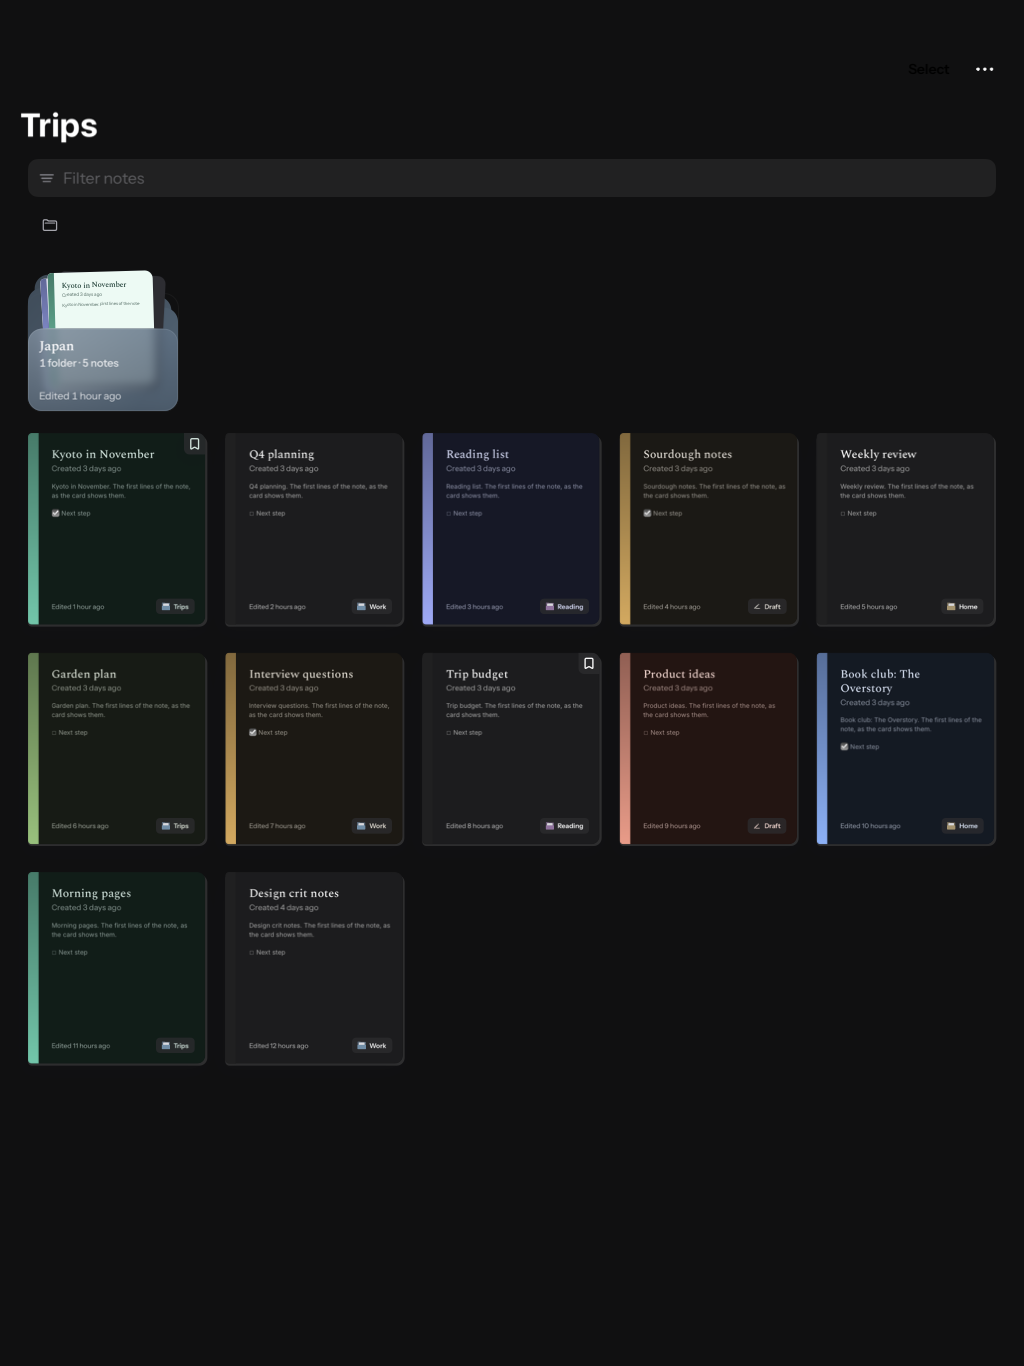 Select
Trips
Filter notes
Kyoto in November
Created 3 days ago
Kyoto in November first lines of the note
Japan
1 folder · 5 notes
Edited 1 hour ago
Kyoto in November
Created 3 days ago
Kyoto in November. The first lines of the note,
as the card shows them.
Next step
Edited 1 hour ago
Trips
Q4 planning
Created 3 days ago
Q4 planning. The first lines of the note, as the
card shows them.
Next step
Edited 2 hours ago
Work
Reading list
Created 3 days ago
Reading list. The first lines of the note, as the
card shows them.
Next step
Edited 3 hours ago
Reading
Sourdough notes
Created 3 days ago
Sourdough notes. The first lines of the note, as
the card shows them.
Next step
Edited 4 hours ago
Draft
Weekly review
Created 3 days ago
Weekly review. The first lines of the note, as
the card shows them.
Next step
Edited 5 hours ago
Home
Garden plan
Created 3 days ago
Garden plan. The first lines of the note, as the
card shows them.
Next step
Edited 6 hours ago
Trips
Interview questions
Created 3 days ago
Interview questions. The first lines of the note,
as the card shows them.
Next step
Edited 7 hours ago
Work
Trip budget
Created 3 days ago
Trip budget. The first lines of the note, as the
card shows them.
Next step
Edited 8 hours ago
Reading
Product ideas
Created 3 days ago
Product ideas. The first lines of the note, as
the card shows them.
Next step
Edited 9 hours ago
Draft
Book club: The
Overstory
Created 3 days ago
Book club: The Overstory. The first lines of the
note, as the card shows them.
Next step
Edited 10 hours ago
Home
Morning pages
Created 3 days ago
Morning pages. The first lines of the note, as
the card shows them.
Next step
Edited 11 hours ago
Trips
Design crit notes
Created 4 days ago
Design crit notes. The first lines of the note, as
the card shows them.
Next step
Edited 12 hours ago
Work